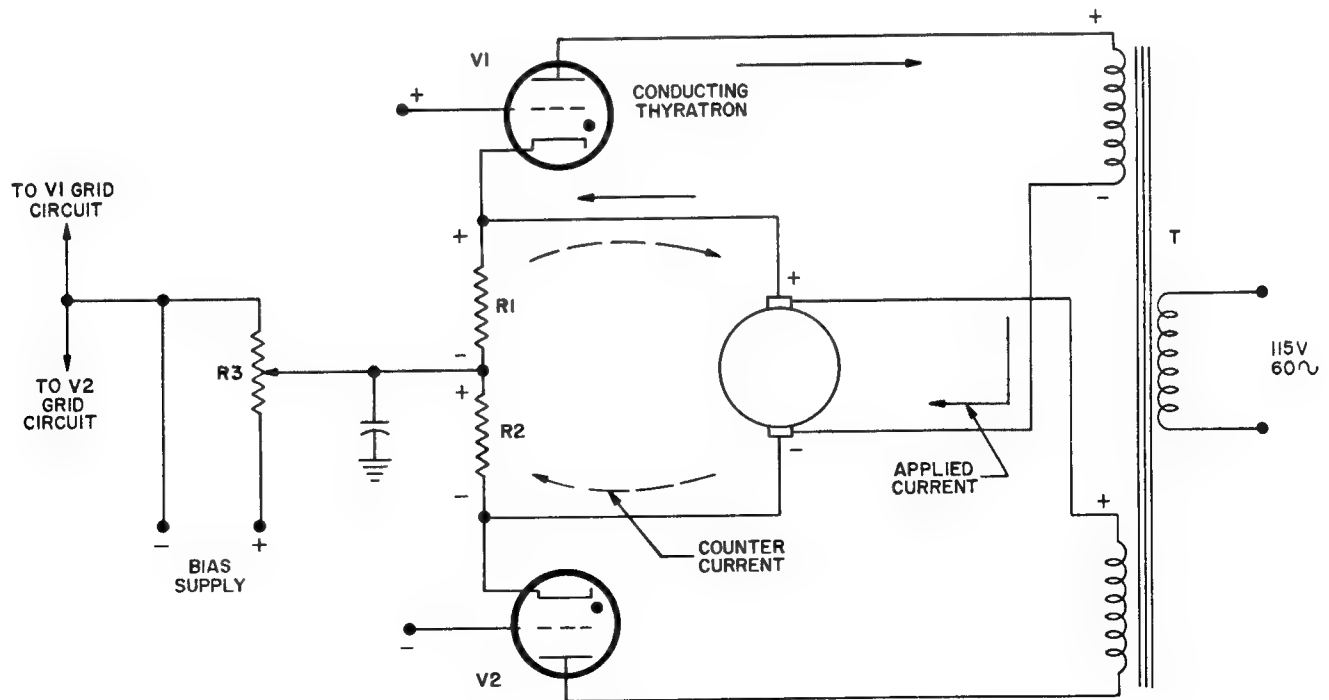 V1
+
+
CONDUCTING
THYRATRON
+
-
TO V1 GRID
CIRCUIT
+
T
+
R1
-
115V
60∿
R3
+
TO V2
GRID
CIRCUIT
R2
-
-
APPLIED
CURRENT
+
-
+
BIAS
SUPPLY
COUNTER
CURRENT
-
V2